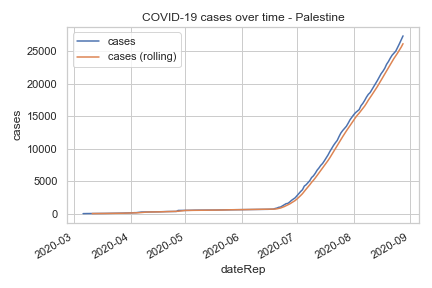 COVID-19 cases over time - Palestine
cases
cases (rolling)
25000
20000
15000
10000
5000
0
cases
2020-03
2020-04
2020-05
2020-06
2020-07
2020-08
2020-09
dateRep